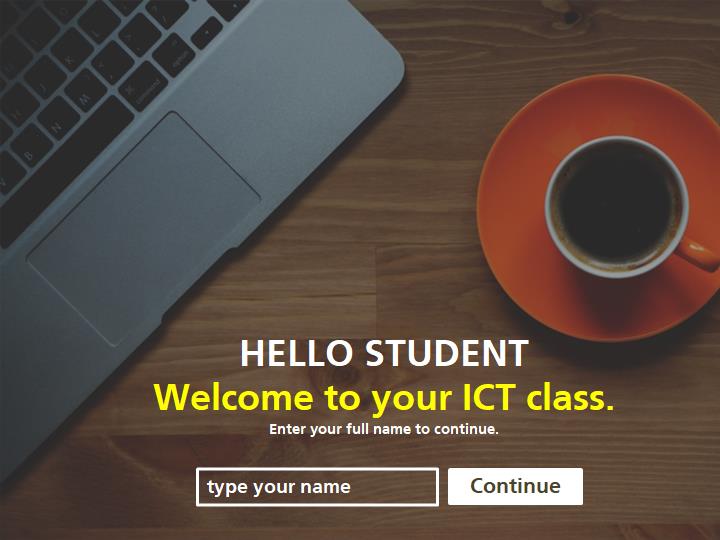 HELLO STUDENT
Welcome to your ICT class.
Enter your full name to continue.
type your name
Continue